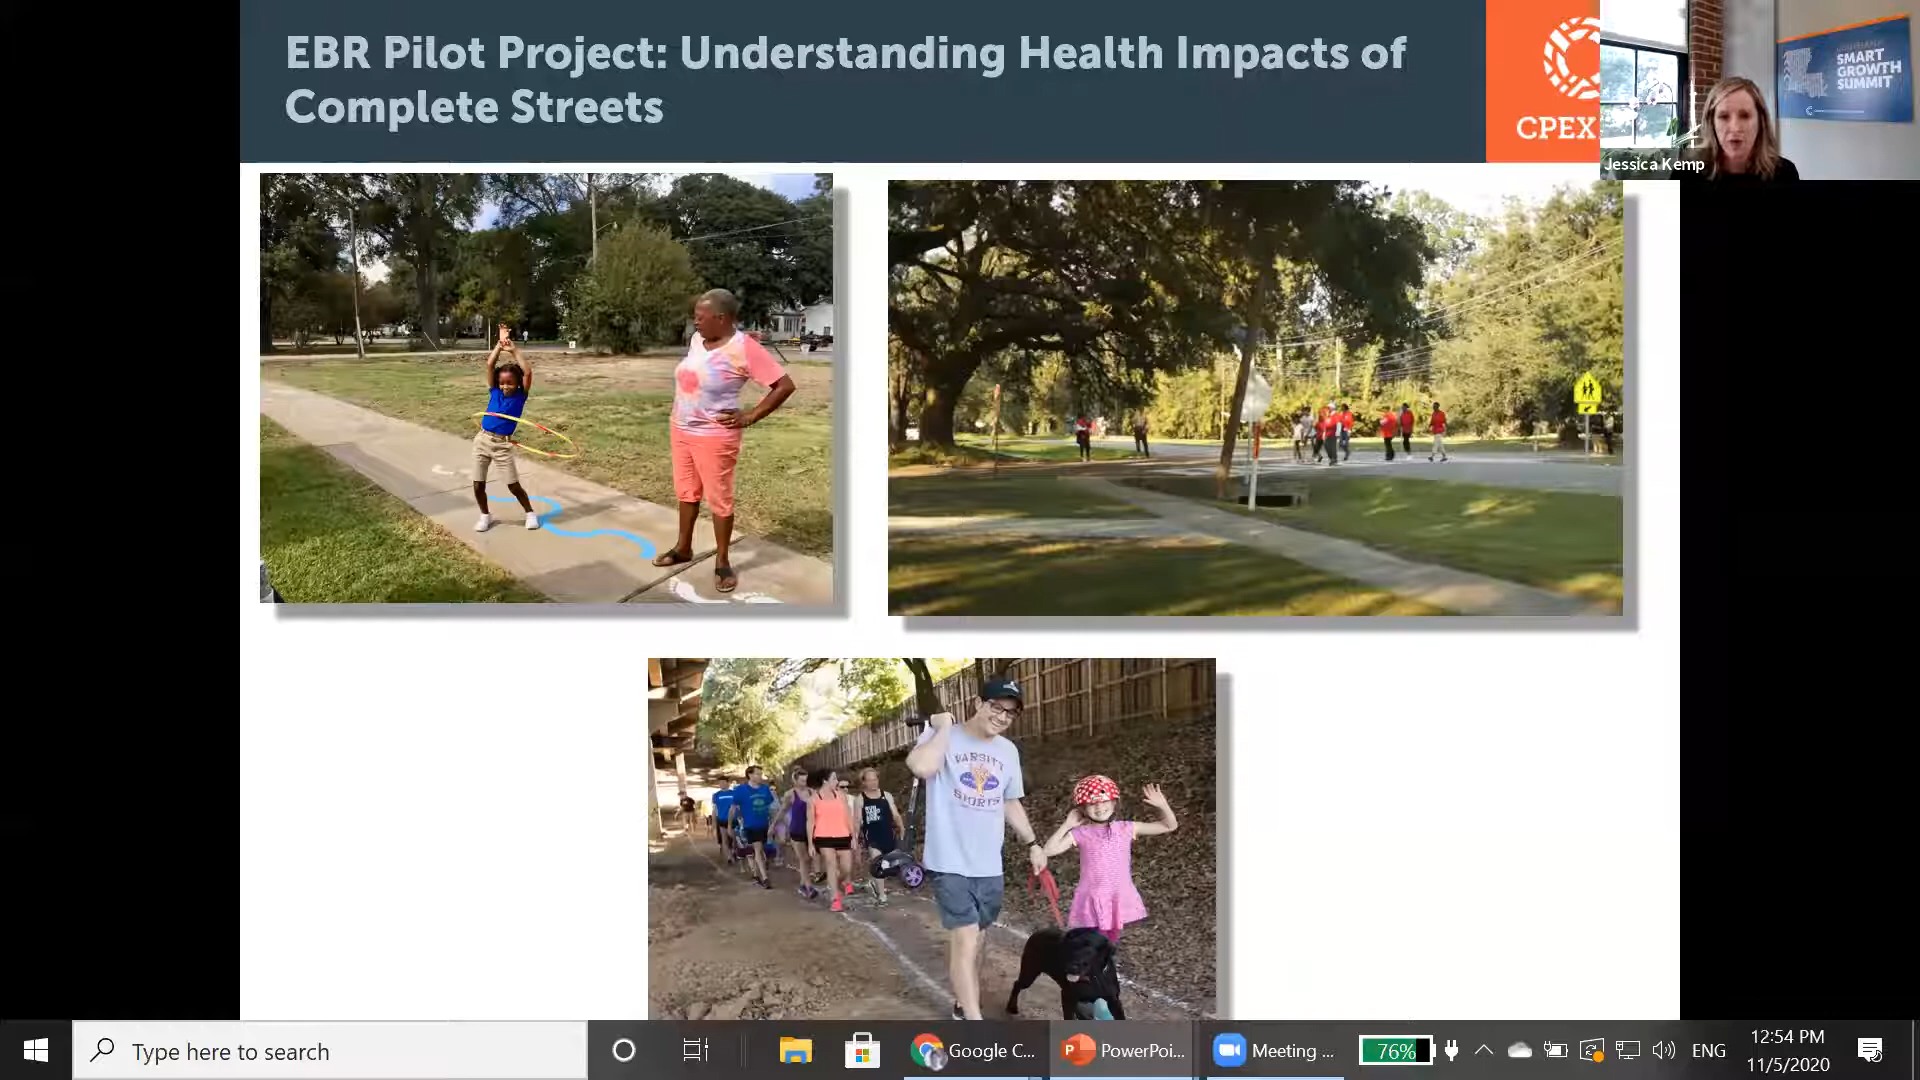 EBR Pilot Project: Understanding Health Impacts of
Complete Streets
CPEX
SMART
GROWTH
SUMMIT
Jessica Kemp
VARSITY
SPORTS
Type here to search
Google C...
PowerPoi...
Meeting ...
76%
ENG
12:54 PM
11/5/2020